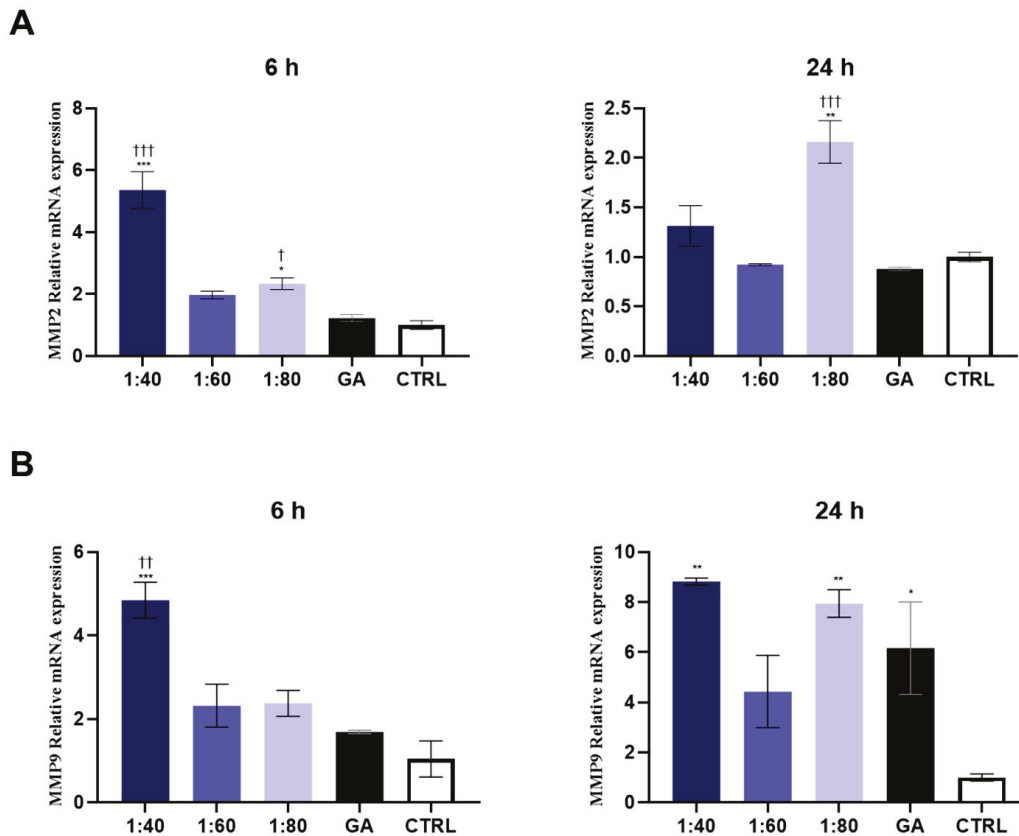 A
6 h
MMP2 Relative mRNA expression
8
6
4
2
0
†††
***
†
*
1:40 1:60 1:80 GA CTRL
24 h
MMP2 Relative mRNA expression
2.5
2.0
1.5
1.0
0.5
0.0
†††
**
1:40 1:60 1:80 GA CTRL
B
6 h
MMP9 Relative mRNA expression
6
4
2
0
††
***
1:40 1:60 1:80 GA CTRL
24 h
MMP9 Relative mRNA expression
10
8
6
4
2
0
**
**
*
1:40 1:60 1:80 GA CTRL